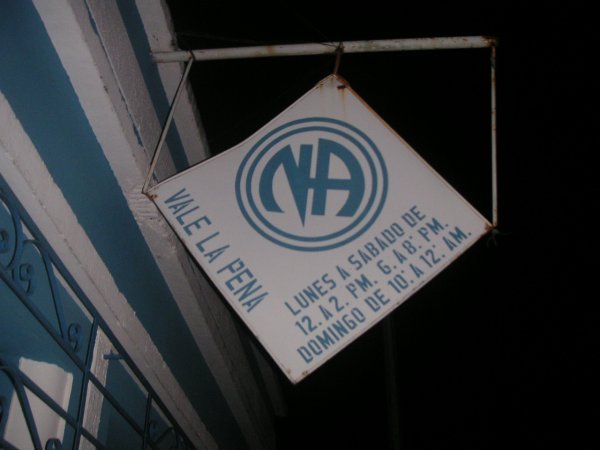 NA
VALE LA PENA
LUNES A SABADO DE
12. A 2. PM. 6. A 8. PM.
DOMINGO DE 10. A 12. AM.